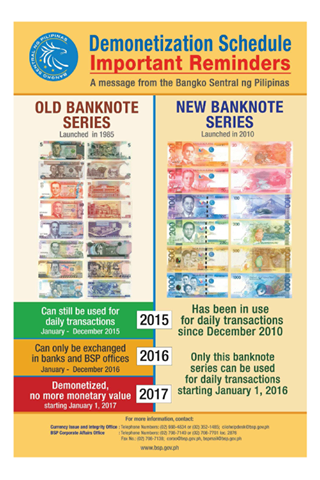 BANGKO SENTRAL NG PILIPINAS
Demonetization Schedule
Important Reminders
A message from the Bangko Sentral ng Pilipinas
OLD BANKNOTE
SERIES
Launched in 1985
NEW BANKNOTE
SERIES
Launched in 2010
Can still be used for
daily transactions
January - December 2015
2015
Has been in use
for daily transactions
since December 2010
Can only be exchanged
in banks and BSP offices
January - December 2016
2016
Only this banknote
series can be used
for daily transactions
starting January 1, 2016
Demonetized,
no more monetary value
starting January 1, 2017
2017
For more information, contact:
Currency Issue and Integrity Office : Telephone Numbers: (02)
BSP Corporate Affairs Office : Telephone Numbers: (02)
Fax No.: (02)
www.bsp.gov.ph